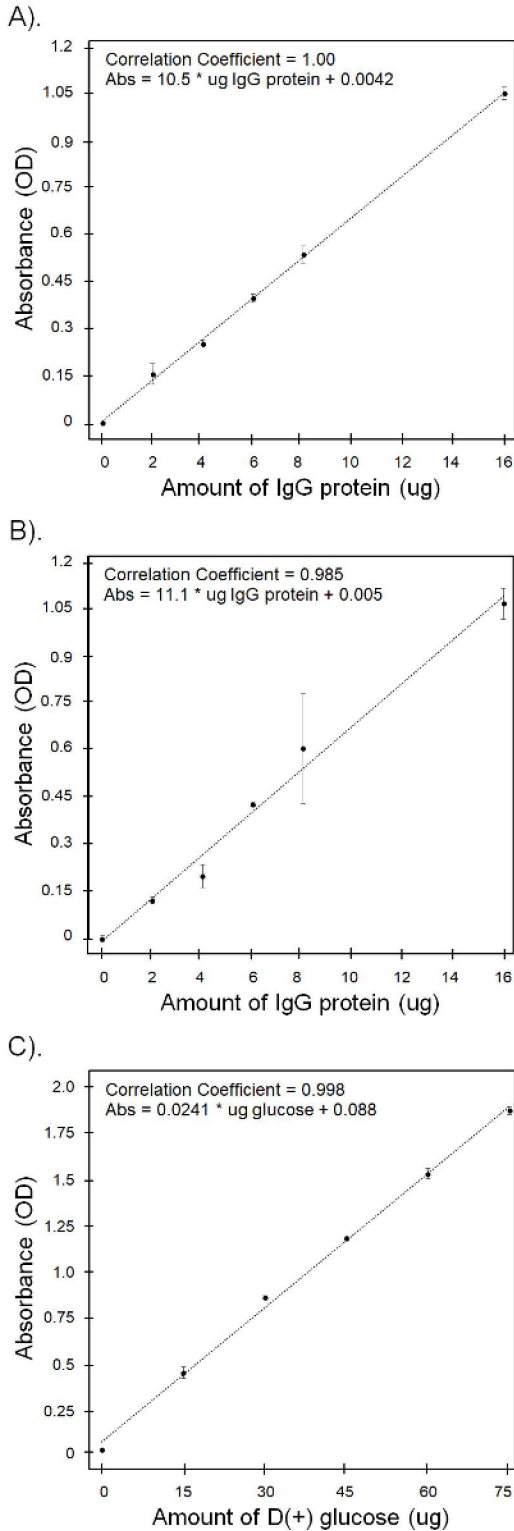 A).
1.2
1.05
0.9
0.75
0.6
0.45
0.3
0.15
0
Absorbance (OD)
Correlation Coefficient = 1.00
Abs = 10.5 * ug IgG protein + 0.0042
0 2 4 6 8 10 12 14 16
Amount of IgG protein (ug)
B).
1.2
1.05
0.9
0.75
0.6
0.45
0.3
0.15
0
Absorbance (OD)
Correlation Coefficient = 0.985
Abs = 11.1 * ug IgG protein + 0.005
0 2 4 6 8 10 12 14 16
Amount of IgG protein (ug)
C).
2.0
1.75
1.5
1.25
1.0
0.75
0.5
0.25
0
Absorbance (OD)
Correlation Coefficient = 0.998
Abs = 0.0241 * ug glucose + 0.088
0 15 30 45 60 75
Amount of D(+) glucose (ug)